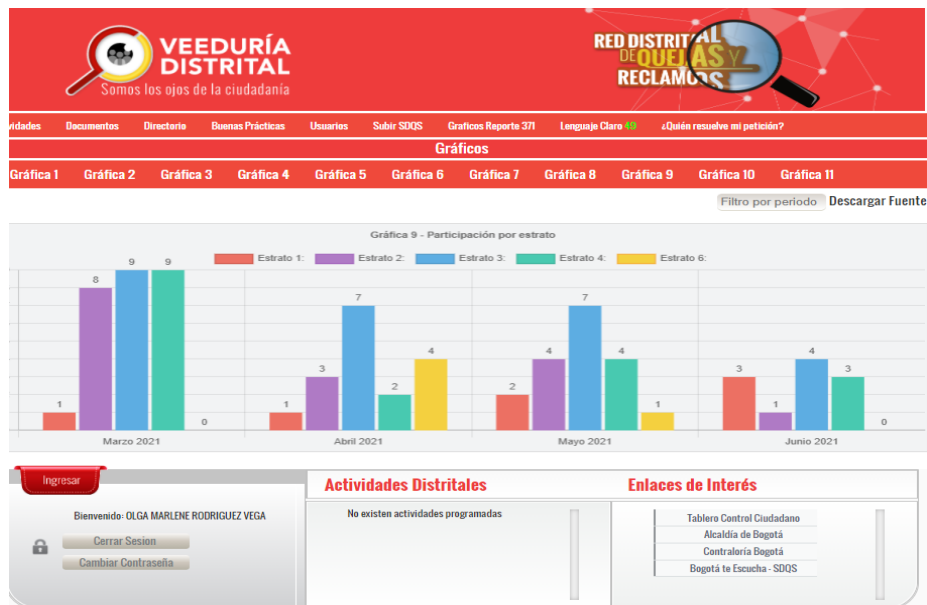 VEEDURÍA
DISTRITAL
Somos los ojos de la ciudadanía
RED DISTRITAL
DE QUEJAS Y
RECLAMOS
vidades Documentos Directorio Buenas Prácticas Usuarios Subir SDQS Graficos Reporte 371 Lenguaje Claro 49 ¿Quién resuelve mi petición?
Gráficos
Gráfica 1 Gráfica 2 Gráfica 3 Gráfica 4 Gráfica 5 Gráfica 6 Gráfica 7 Gráfica 8 Gráfica 9 Gráfica 10 Gráfica 11
Filtro por periodo Descargar Fuente
Gráfica 9 - Participación por estrato
Estrato 1: Estrato 2: Estrato 3: Estrato 4: Estrato 6:
1 8 9 9 0
1 3 7 2 4
2 4 7 4 1
3 1 4 3 0
Marzo 2021 Abril 2021 Mayo 2021 Junio 2021
Ingresar
Bienvenido: OLGA MARLENE RODRIGUEZ VEGA
Cerrar Sesion
Cambiar Contraseña
Actividades Distritales
No existen actividades programadas
Enlaces de Interés
Tablero Control Ciudadano
Alcaldía de Bogotá
Contraloría Bogotá
Bogotá te Escucha - SDQS